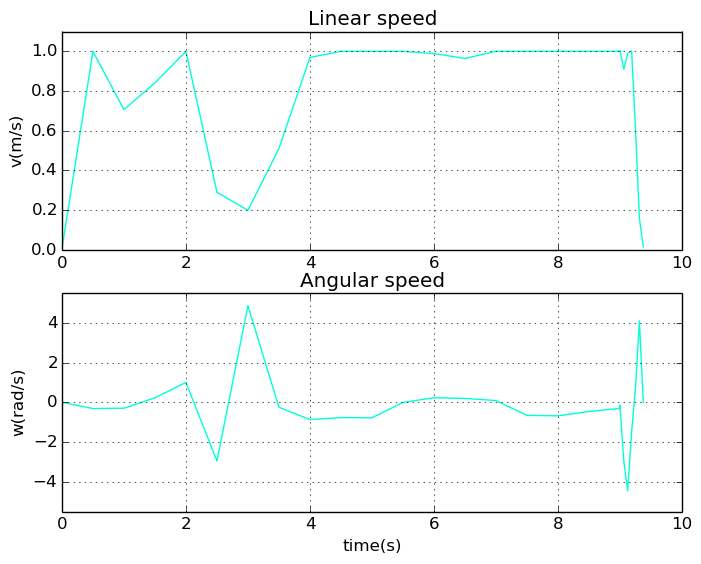 Linear speed
v(m/s)
1.0
0.8
0.6
0.4
0.2
0.0
0 2 4 6 8 10
Angular speed
w(rad/s)
4
2
0
−2
−4
0 2 4 6 8 10
time(s)